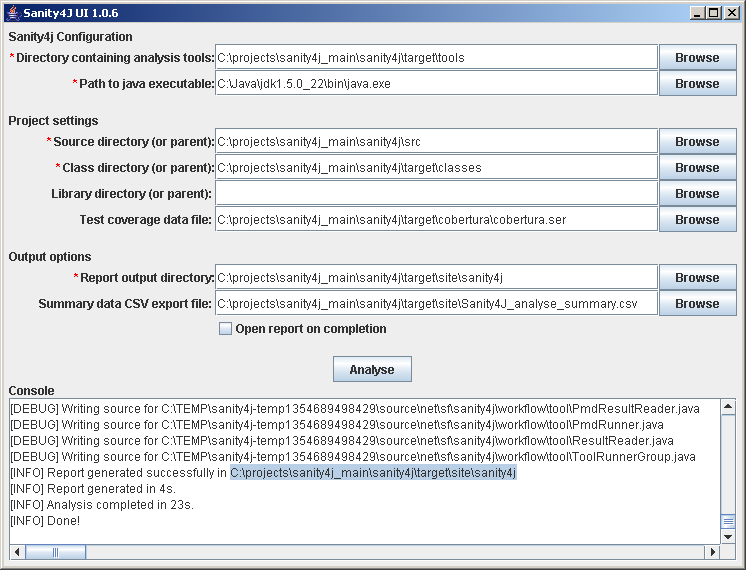 Sanity4J UI 1.0.6
Sanity4j Configuration
*Directory containing analysis tools: C:\projects\sanity4j_main\sanity4j\target\tools Browse
*Path to java executable: C:\Java\jdk1.5.0_22\bin\java.exe Browse
Project settings
*Source directory (or parent): C:\projects\sanity4j_main\sanity4j\src Browse
*Class directory (or parent): C:\projects\sanity4j_main\sanity4j\target\classes Browse
Library directory (or parent): Browse
Test coverage data file: C:\projects\sanity4j_main\sanity4j\target\cobertura\cobertura.ser Browse
Output options
*Report output directory: C:\projects\sanity4j_main\sanity4j\target\site\sanity4j Browse
Summary data CSV export file: C:\projects\sanity4j_main\sanity4j\target\site\Sanity4J_analyse_summary.csv Browse
Open report on completion
Analyse
Console
[DEBUG] Writing source for C:\TEMP\sanity4j-temp1354689498429\source\net\sf\sanity4j\workflow\tool\PmdResultReader.java
[DEBUG] Writing source for C:\TEMP\sanity4j-temp1354689498429\source\net\sf\sanity4j\workflow\tool\PmdRunner.java
[DEBUG] Writing source for C:\TEMP\sanity4j-temp1354689498429\source\net\sf\sanity4j\workflow\tool\ResultReader.java
[DEBUG] Writing source for C:\TEMP\sanity4j-temp1354689498429\source\net\sf\sanity4j\workflow\tool\ToolRunnerGroup.java
[INFO] Report generated successfully in C:\projects\sanity4j_main\sanity4j\target\site\sanity4j
[INFO] Report generated in 4s.
[INFO] Analysis completed in 23s.
[INFO] Done!